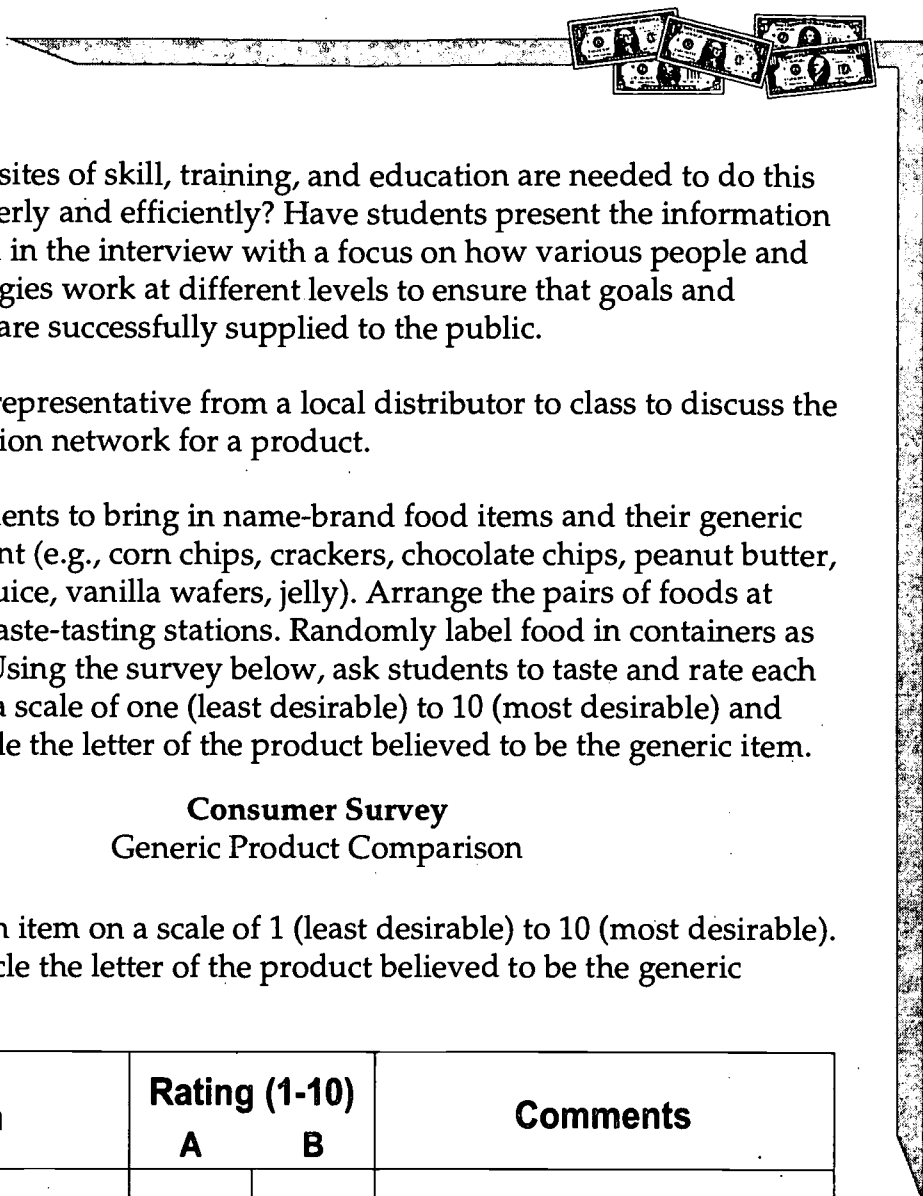 sites of skill, training, and education are needed to do this
erly and efficiently? Have students present the information
in the interview with a focus on how various people and
gies work at different levels to ensure that goals and
are successfully supplied to the public.
representative from a local distributor to class to discuss the
ion network for a product.
ents to bring in name-brand food items and their generic
nt (e.g., corn chips, crackers, chocolate chips, peanut butter,
uice, vanilla wafers, jelly). Arrange the pairs of foods at
aste-tasting stations. Randomly label food in containers as
Using the survey below, ask students to taste and rate each
a scale of one (least desirable) to 10 (most desirable) and
le the letter of the product believed to be the generic item.
Consumer Survey
Generic Product Comparison
item on a scale of 1 (least desirable) to 10 (most desirable).
cle the letter of the product believed to be the generic
Rating (1-10)
A B
Comments